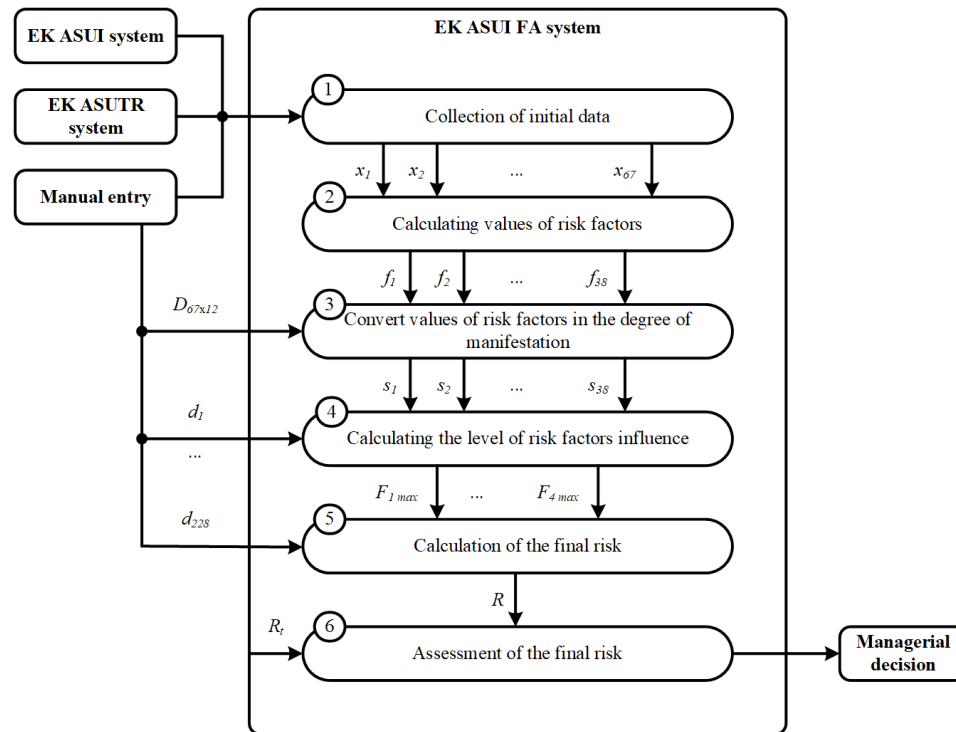 EK ASUI system
EK ASUTR
system
Manual entry
EK ASUI FA system
1
Collection of initial data
x1 x2 ... x67
2
Calculating values of risk factors
f1 f2 ... f38
D67x12
3
Convert values of risk factors in the degree of
manifestation
s1 s2 ... s38
d1
...
4
Calculating the level of risk factors influence
F1 max ... F4 max
d228
5
Calculation of the final risk
R
Rt
6
Assessment of the final risk
Managerial
decision